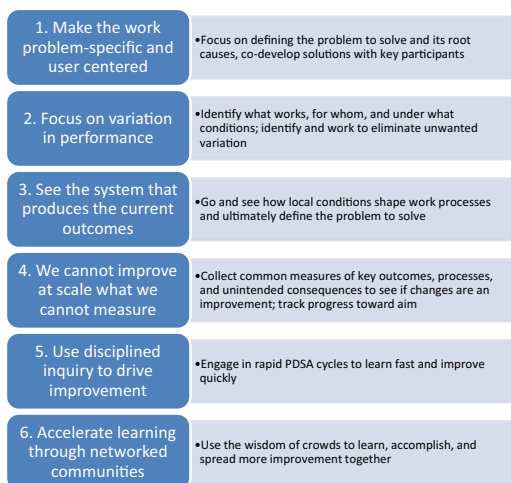 1. Make the work
problem-specific and
user centered
•Focus on defining the problem to solve and its root
causes, co-develop solutions with key participants
2. Focus on variation
in performance
•Identify what works, for whom, and under what
conditions; identify and work to eliminate unwanted
variation
3. See the system that
produces the current
outcomes
•Go and see how local conditions shape work processes
and ultimately define the problem to solve
4. We cannot improve
at scale what we
cannot measure
•Collect common measures of key outcomes, processes,
and unintended consequences to see if changes are an
improvement; track progress toward aim
5. Use disciplined
inquiry to drive
improvement
•Engage in rapid PDSA cycles to learn fast and improve
quickly
6. Accelerate learning
through networked
communities
•Use the wisdom of crowds to learn, accomplish, and
spread more improvement together